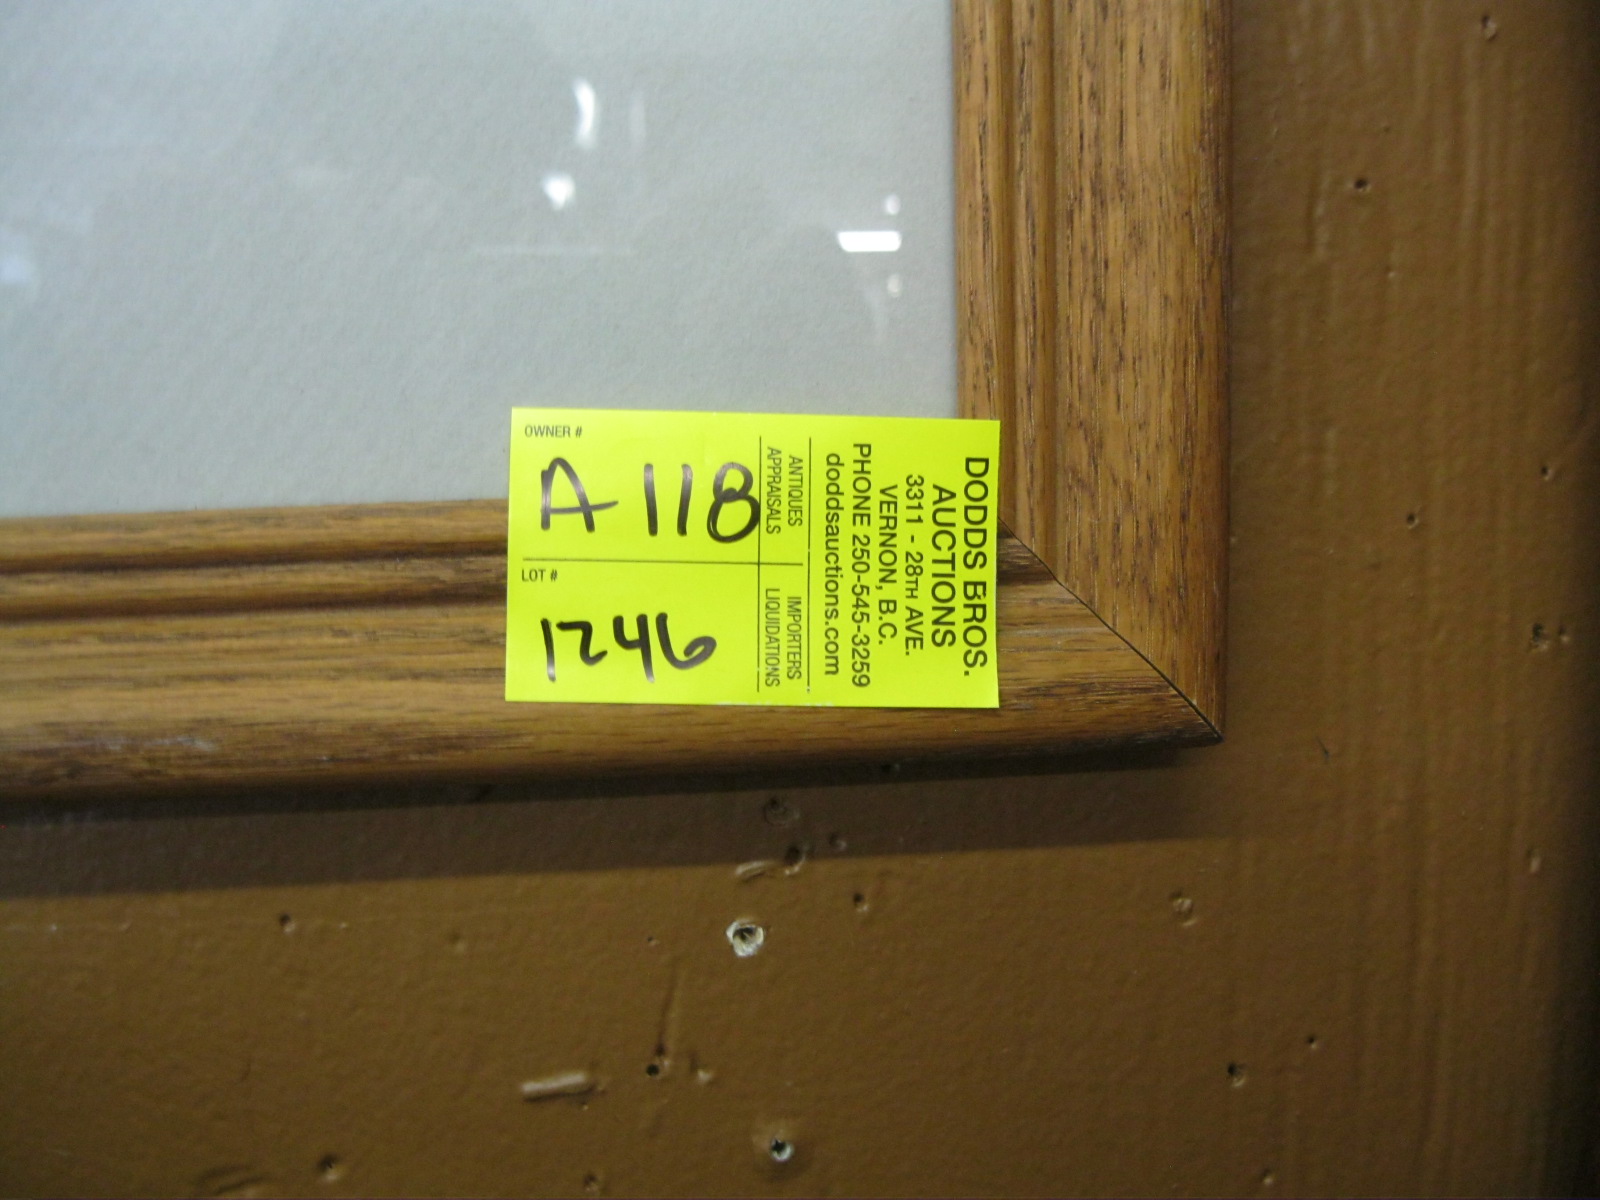 DODDS BROS.
AUCTIONS
3311 - 28TH AVE.
VERNON, B.C.
PHONE 250-545-3259
doddsauctions.com
ANTIQUES
APPRAISALS
IMPORTERS
LIQUIDATIONS
OWNER #
A 118
LOT #
1246